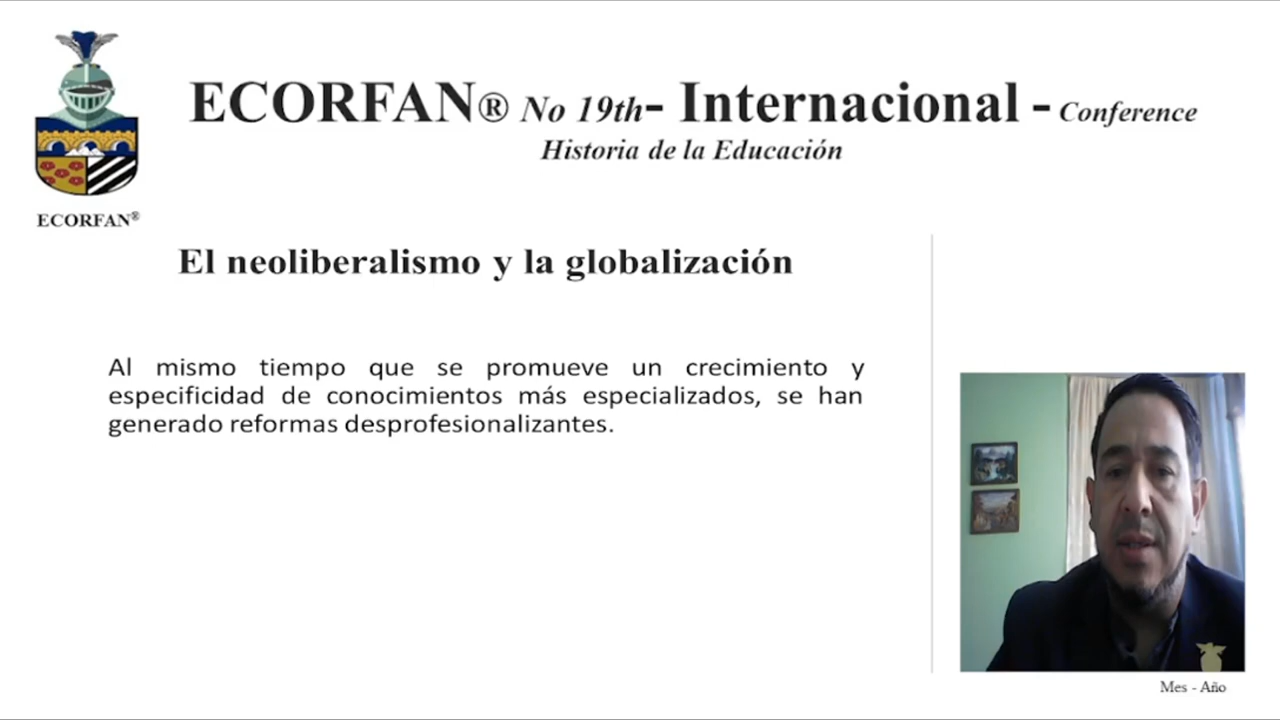 ECORFAN® No 19th- Internacional - Conference
Historia de la Educación
ECORFAN®
El neoliberalismo y la globalización
Al mismo tiempo que se promueve un crecimiento y
especificidad de conocimientos más especializados, se han
generado reformas desprofesionalizantes.
Mes - Año